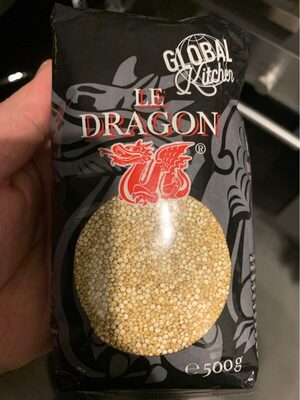 GLOBAL
Kitchen
LE
DRAGON
®
℮ 500g